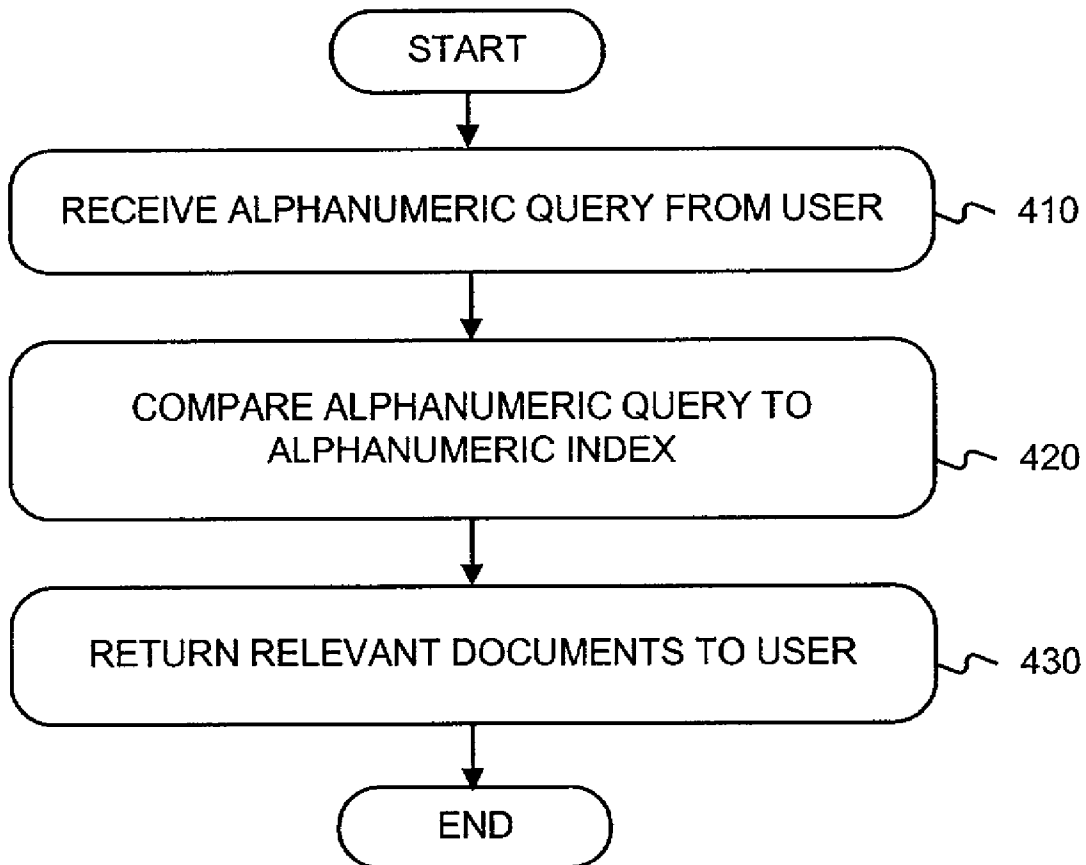 START
RECEIVE ALPHANUMERIC QUERY FROM USER
410
COMPARE ALPHANUMERIC QUERY TO
ALPHANUMERIC INDEX
420
RETURN RELEVANT DOCUMENTS TO USER
430
END